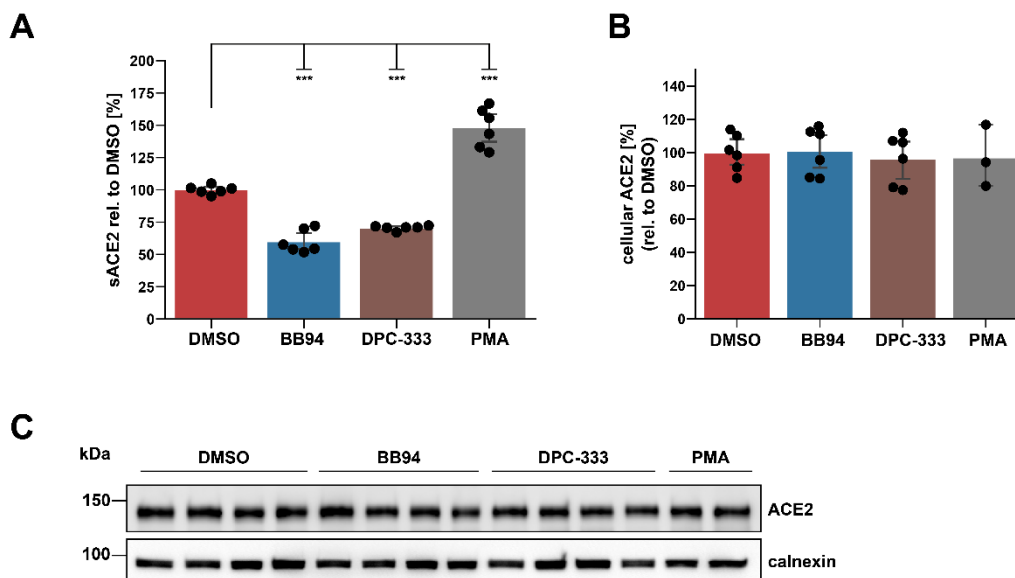 A
B
sACE2 rel. to DMSO [%]
200
175
150
125
100
75
50
25
0
***
***
***
DMSO
BB94
DPC-333
PMA
cellular ACE2 [%]
(rel. to DMSO)
140
120
100
80
60
40
20
0
DMSO
BB94
DPC-333
PMA
C
kDa
DMSO
BB94
DPC-333
PMA
150
ACE2
100
calnexin